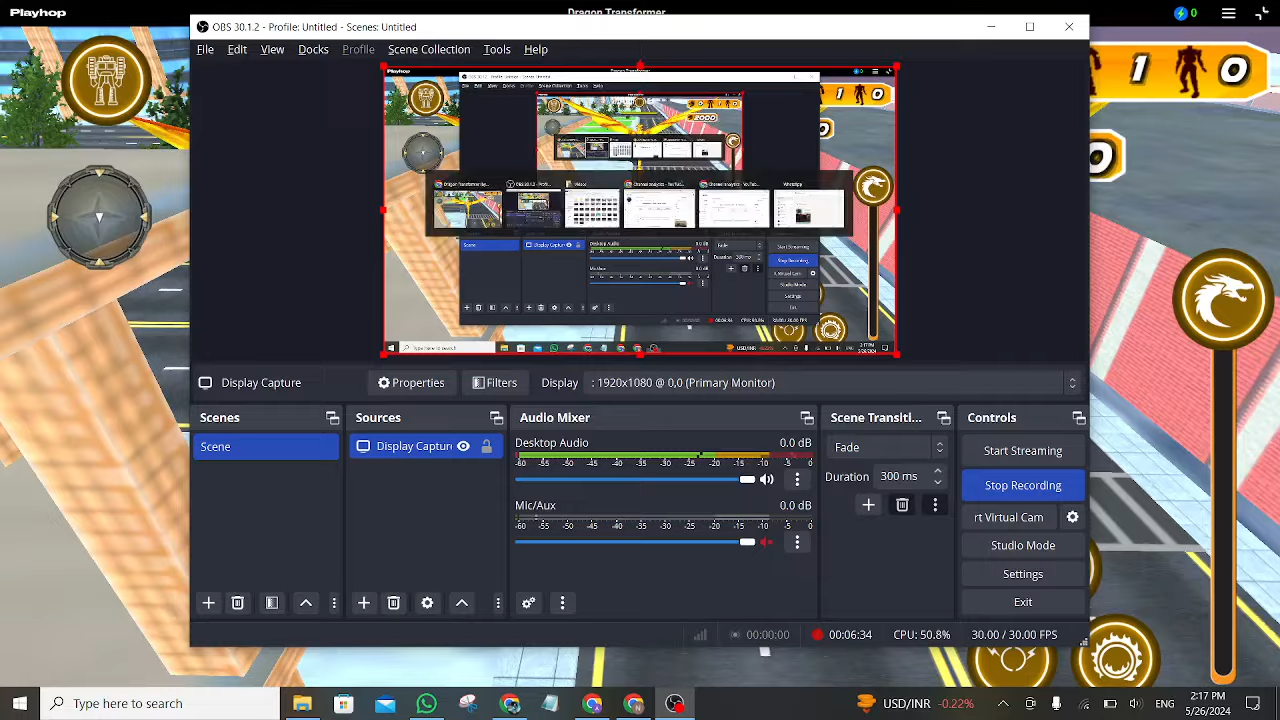 Playhop
Dragon Transformer
0
OBS 30.1.2 - Profile: Untitled - Scenes: Untitled
File Edit View Docks Profile Scene Collection Tools Help
1 0
0
Display Capture Properties Filters Display : 1920x1080 @ 0,0 (Primary Monitor)
Scenes
Scene
Sources
Display Captur
Audio Mixer
Desktop Audio 0.0 dB
-60 -55 -50 -45 -40 -35 -30 -25 -20 -15 -10 -5 0
Mic/Aux 0.0 dB
-60 -55 -50 -45 -40 -35 -30 -25 -20 -15 -10 -5 0
Scene Transiti...
Fade
Duration 300 ms
Controls
Start Streaming
Stop Recording
rt Virtual Cam
Studio Mode
Settings
Exit
00:00:00 00:06:34 CPU: 50.8% 30.00 / 30.00 FPS
Type here to search
USD/INR -0.22%
2:17 PM
5/26/2024